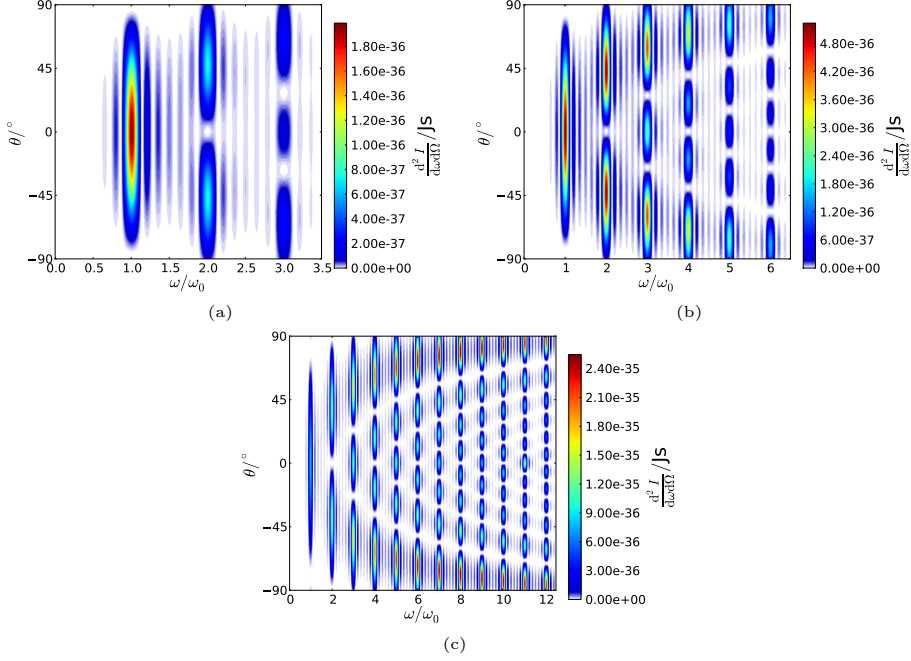 90
45
0
−45
−90
θ/°
0.0 0.5 1.0 1.5 2.0 2.5 3.0 3.5
ω/ω₀
1.80e-36
1.60e-36
1.40e-36
1.20e-36
1.00e-36
8.00e-37
6.00e-37
4.00e-37
2.00e-37
0.00e+00
d² I/dωdΩ /Js
(a)
90
45
0
−45
−90
θ/°
1 2 3 4 5 6
ω/ω₀
4.80e-36
4.20e-36
3.60e-36
3.00e-36
2.40e-36
1.80e-36
1.20e-36
6.00e-37
0.00e+00
d² I/dωdΩ /Js
(b)
90
45
0
−45
−90
θ/°
0 2 4 6 8 10 12
ω/ω₀
2.40e-35
2.10e-35
1.80e-35
1.50e-35
1.20e-35
9.00e-36
6.00e-36
3.00e-36
0.00e+00
d² I/dωdΩ /Js
(c)